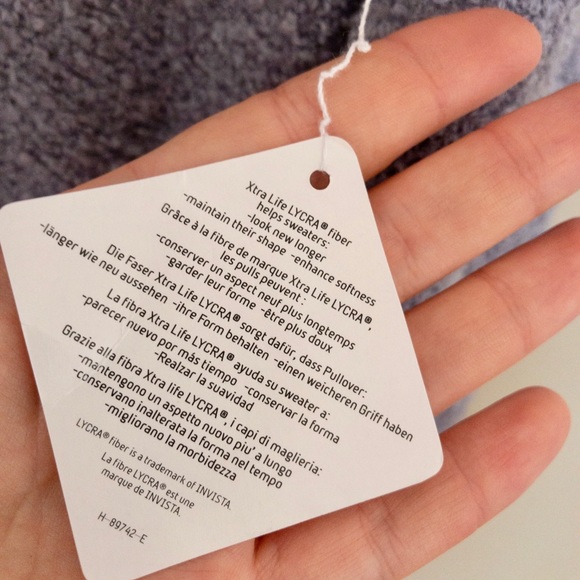 Xtra Life LYCRA® fiber
helps sweaters:
-look new longer
-maintain their shape -enhance softness
Grâce à la fibre de marque Xtra Life LYCRA®,
les pulls peuvent :
-conserver un aspect neuf plus longtemps
-garder leur forme -être plus doux
Die Faser Xtra Life LYCRA® sorgt dafür, dass Pullover:
-länger wie neu aussehen -ihre Form behalten -einen weicheren Griff haben
La fibra Xtra Life LYCRA® ayuda su sweater a:
-parecer nuevo por más tiempo -conservar la forma
-Realzar la suavidad
Grazie alla fibra Xtra life LYCRA®, i capi di maglieria:
-mantengono un aspetto nuovo piu' a lungo
-conservano inalterata la forma nel tempo
-migliorano la morbidezza
LYCRA® fiber is a trademark of INVISTA.
La fibre LYCRA® est une
marque de INVISTA.
H-89742-E